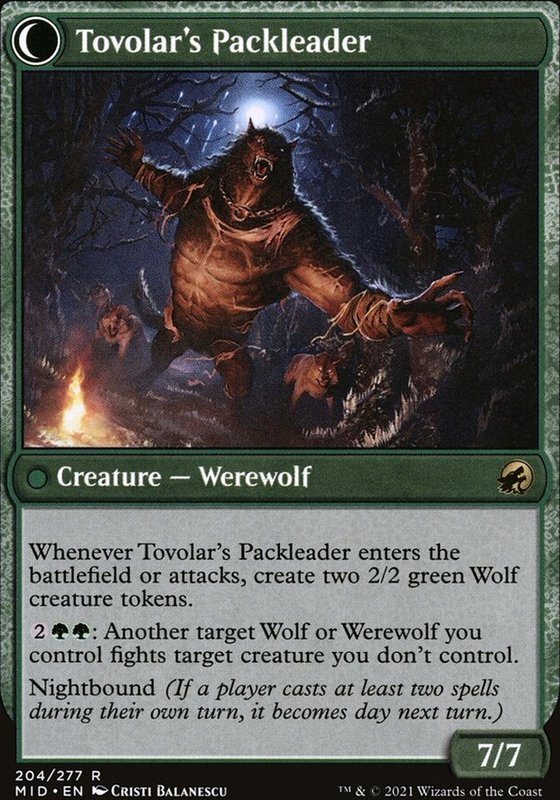 Tovolar's Packleader
Creature — Werewolf
Whenever Tovolar's Packleader enters the
battlefield or attacks, create two 2/2 green Wolf
creature tokens.
2: Another target Wolf or Werewolf you
control fights target creature you don't control.
Nightbound (If a player casts at least two spells
during their own turn, it becomes day next turn.)
7/7
204/277 R
MID • EN Cristi Balanescu
™ & © 2021 Wizards of the Coast